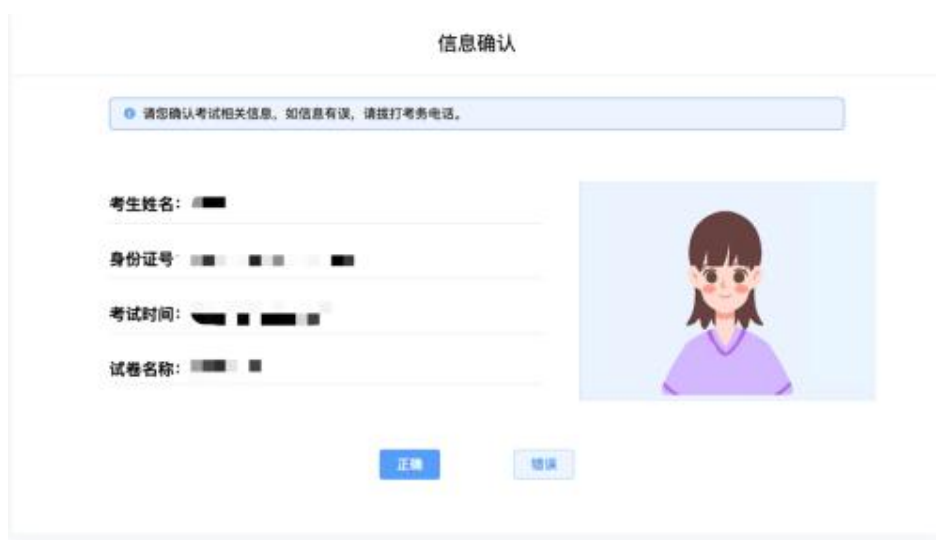 信息确认
请您确认考试相关信息，如信息有误，请拨打考务电话。
考生姓名：
身份证号
考试时间：
试卷名称：
正确
错误